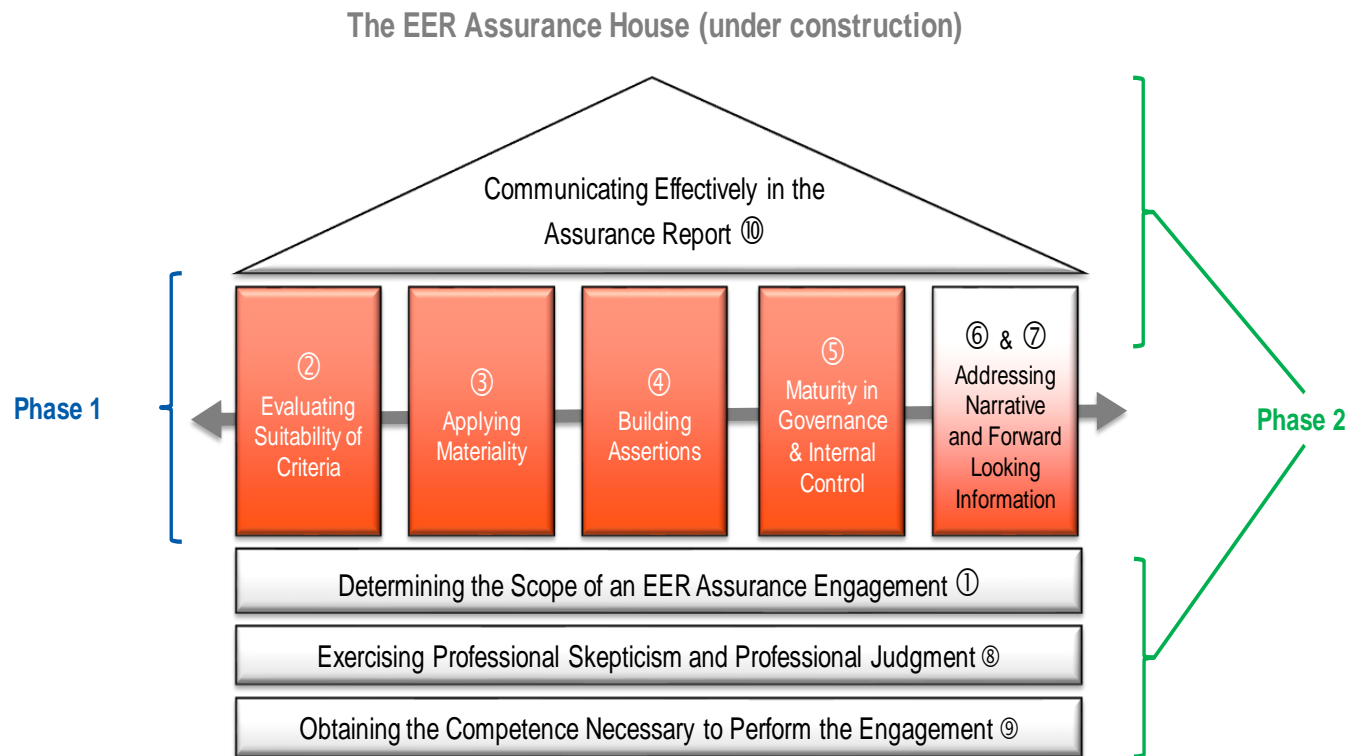 The EER Assurance House (under construction)
Communicating Effectively in the
Assurance Report ⑩
Phase 1
②
Evaluating
Suitability of
Criteria
③
Applying
Materiality
④
Building
Assertions
⑤
Maturity in
Governance
& Internal
Control
⑥ & ⑦
Addressing
Narrative
and Forward
Looking
Information
Phase 2
Determining the Scope of an EER Assurance Engagement ①
Exercising Professional Skepticism and Professional Judgment ⑧
Obtaining the Competence Necessary to Perform the Engagement ⑨